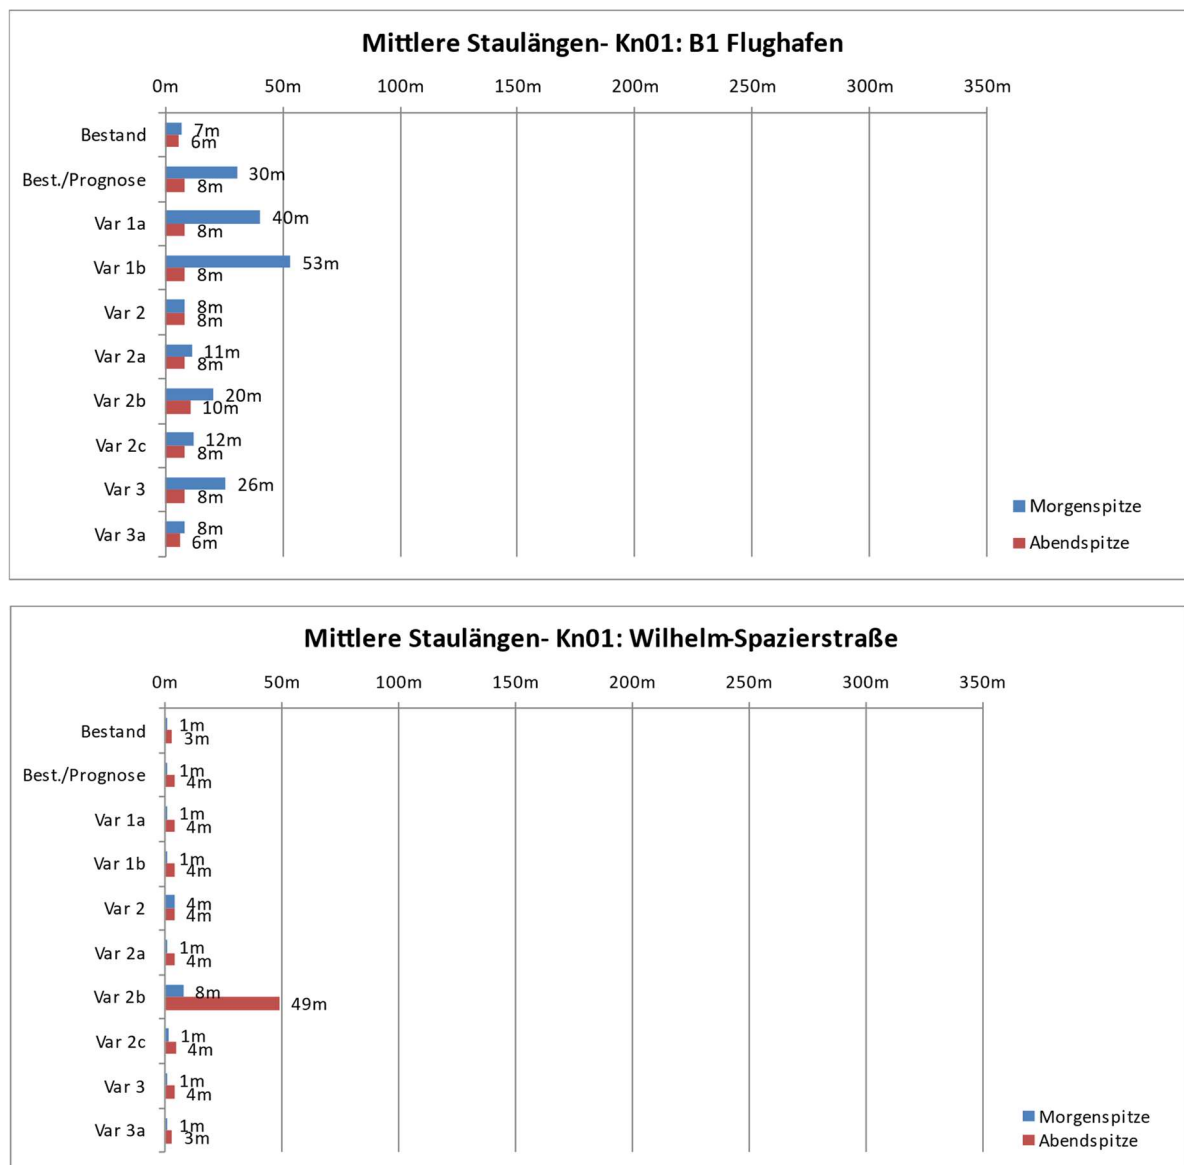 Mittlere Staulängen- Kn01: B1 Flughafen
0m 50m 100m 150m 200m 250m 300m 350m
Bestand 7m
6m
Best./Prognose 30m
8m
Var 1a 40m
8m
Var 1b 53m
8m
Var 2 8m
8m
Var 2a 11m
8m
Var 2b 20m
10m
Var 2c 12m
8m
Var 3 26m
8m
Var 3a 8m
6m
Morgenspitze
Abendspitze
Mittlere Staulängen- Kn01: Wilhelm-Spazierstraße
0m 50m 100m 150m 200m 250m 300m 350m
Bestand 1m
3m
Best./Prognose 1m
4m
Var 1a 1m
4m
Var 1b 1m
4m
Var 2 4m
4m
Var 2a 1m
4m
Var 2b 8m
49m
Var 2c 1m
4m
Var 3 1m
4m
Var 3a 1m
3m
Morgenspitze
Abendspitze